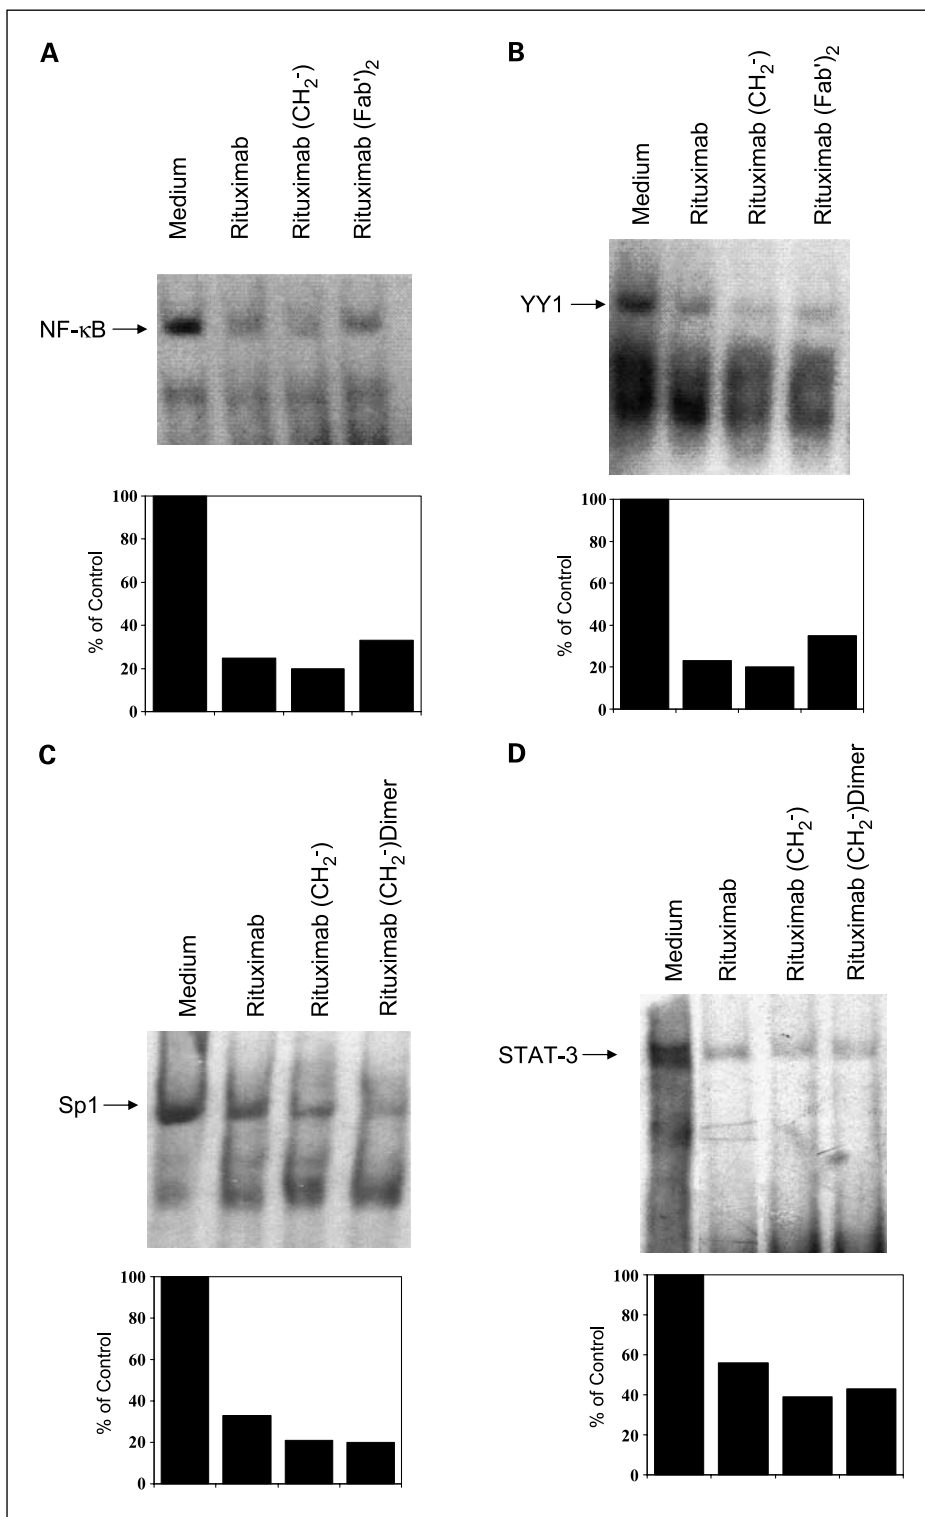 A
Medium
Rituximab
Rituximab (CH2-)
Rituximab (Fab')2
NF-κB
% of Control
100
80
60
40
20
0
B
Medium
Rituximab
Rituximab (CH2-)
Rituximab (Fab')2
YY1
% of Control
100
80
60
40
20
0
C
Medium
Rituximab
Rituximab (CH2-)
Rituximab (CH2-)Dimer
Sp1
% of Control
100
80
60
40
20
0
D
Medium
Rituximab
Rituximab (CH2-)
Rituximab (CH2-)Dimer
STAT-3
% of Control
100
80
60
40
20
0